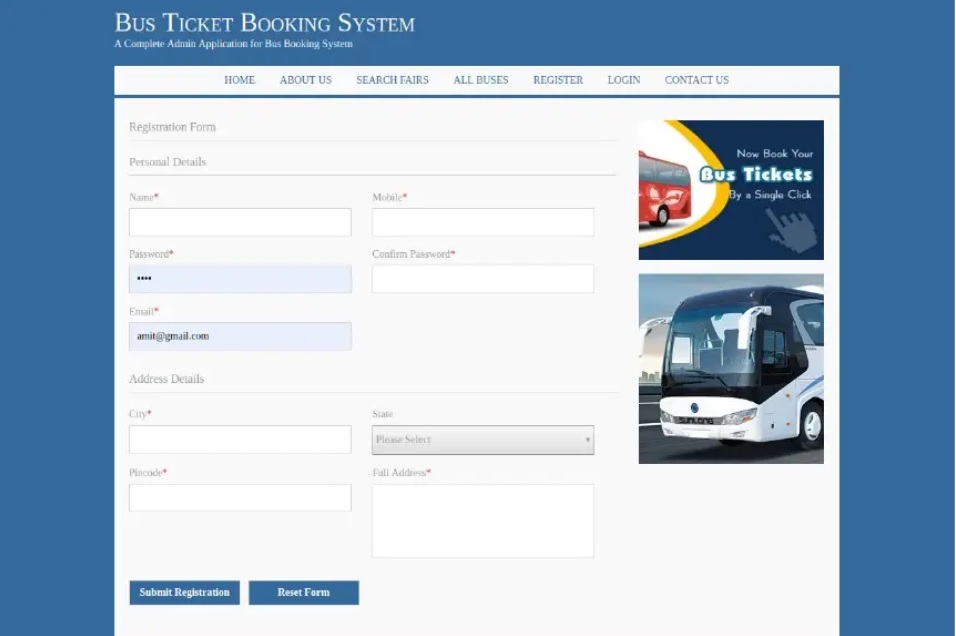 Bus Ticket Booking System
A Complete Admin Application for Bus Booking System
HOME ABOUT US SEARCH FAIRS ALL BUSES REGISTER LOGIN CONTACT US
Registration Form
Personal Details
Name* Mobile*
Password* Confirm Password*
••••
Email*
amit@gmail.com
Address Details
City* State
Please Select
Pincode* Full Address*
Submit Registration Reset Form
Now Book Your
Bus Tickets
By a Single Click